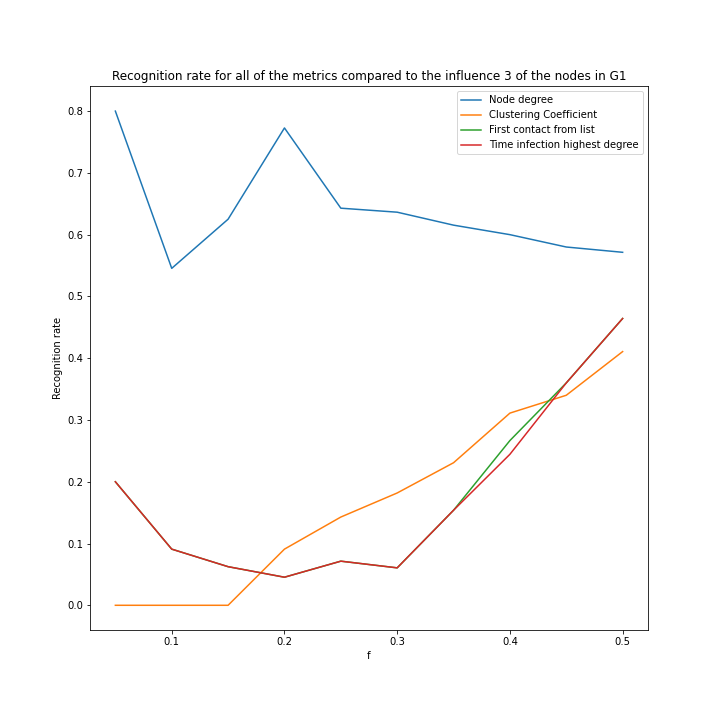 Recognition rate for all of the metrics compared to the influence 3 of the nodes in G1
Node degree
Clustering Coefficient
First contact from list
Time infection highest degree
Recognition rate
0.8
0.7
0.6
0.5
0.4
0.3
0.2
0.1
0.0
0.1
0.2
0.3
0.4
0.5
f